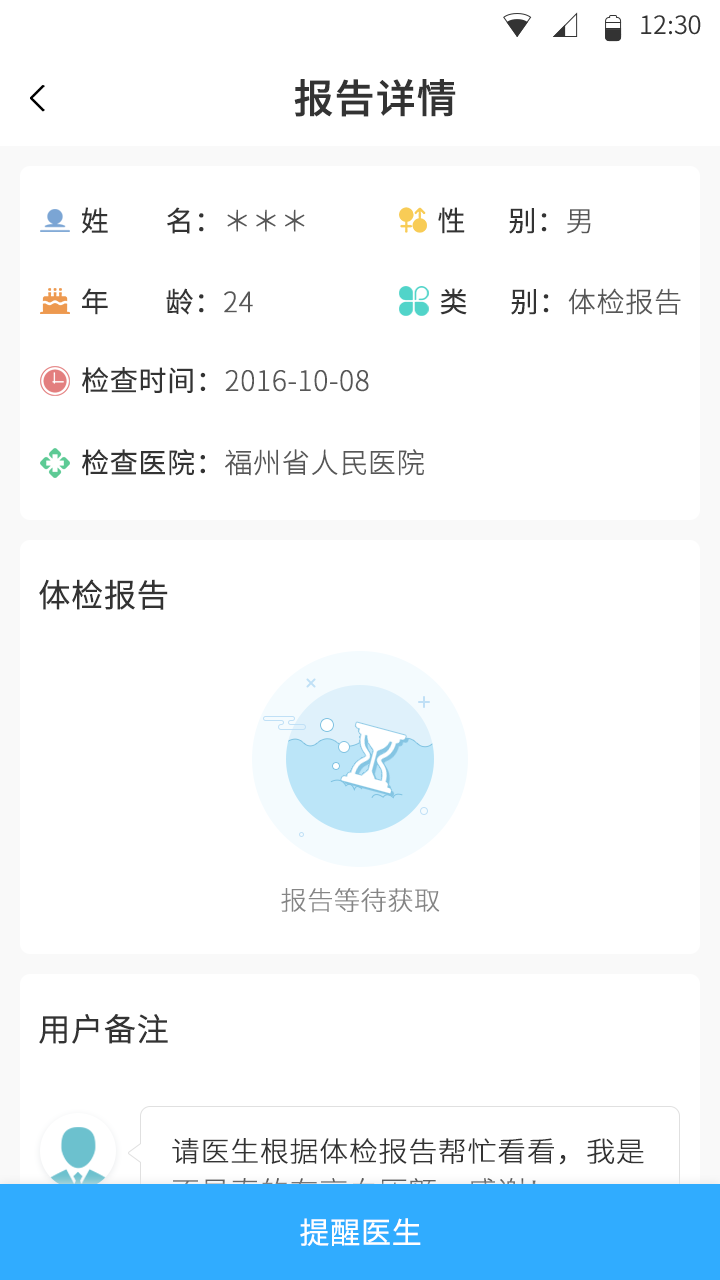 12:30
报告详情
姓 名：＊＊＊ 性 别：男
年 龄：24 类 别：体检报告
检查时间：2016-10-08
检查医院：福州省人民医院
体检报告
报告等待获取
用户备注
请医生根据体检报告帮忙看看，我是
提醒医生